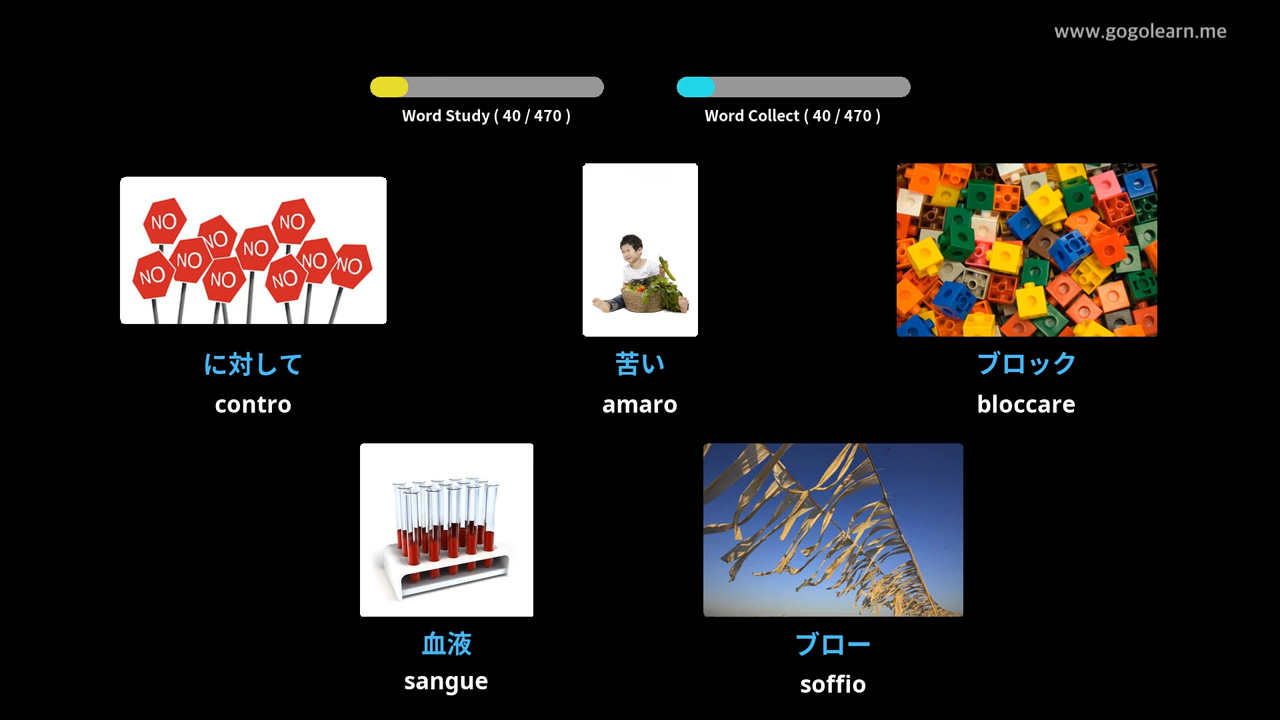 www.gogolearn.me
Word Study ( 40 / 470 )
Word Collect ( 40 / 470 )
NO
NO
NO
NO
NO
NO
NO
NO
NO
NO
に対して
contro
苦い
amaro
ブロック
bloccare
血液
sangue
ブロー
soffio